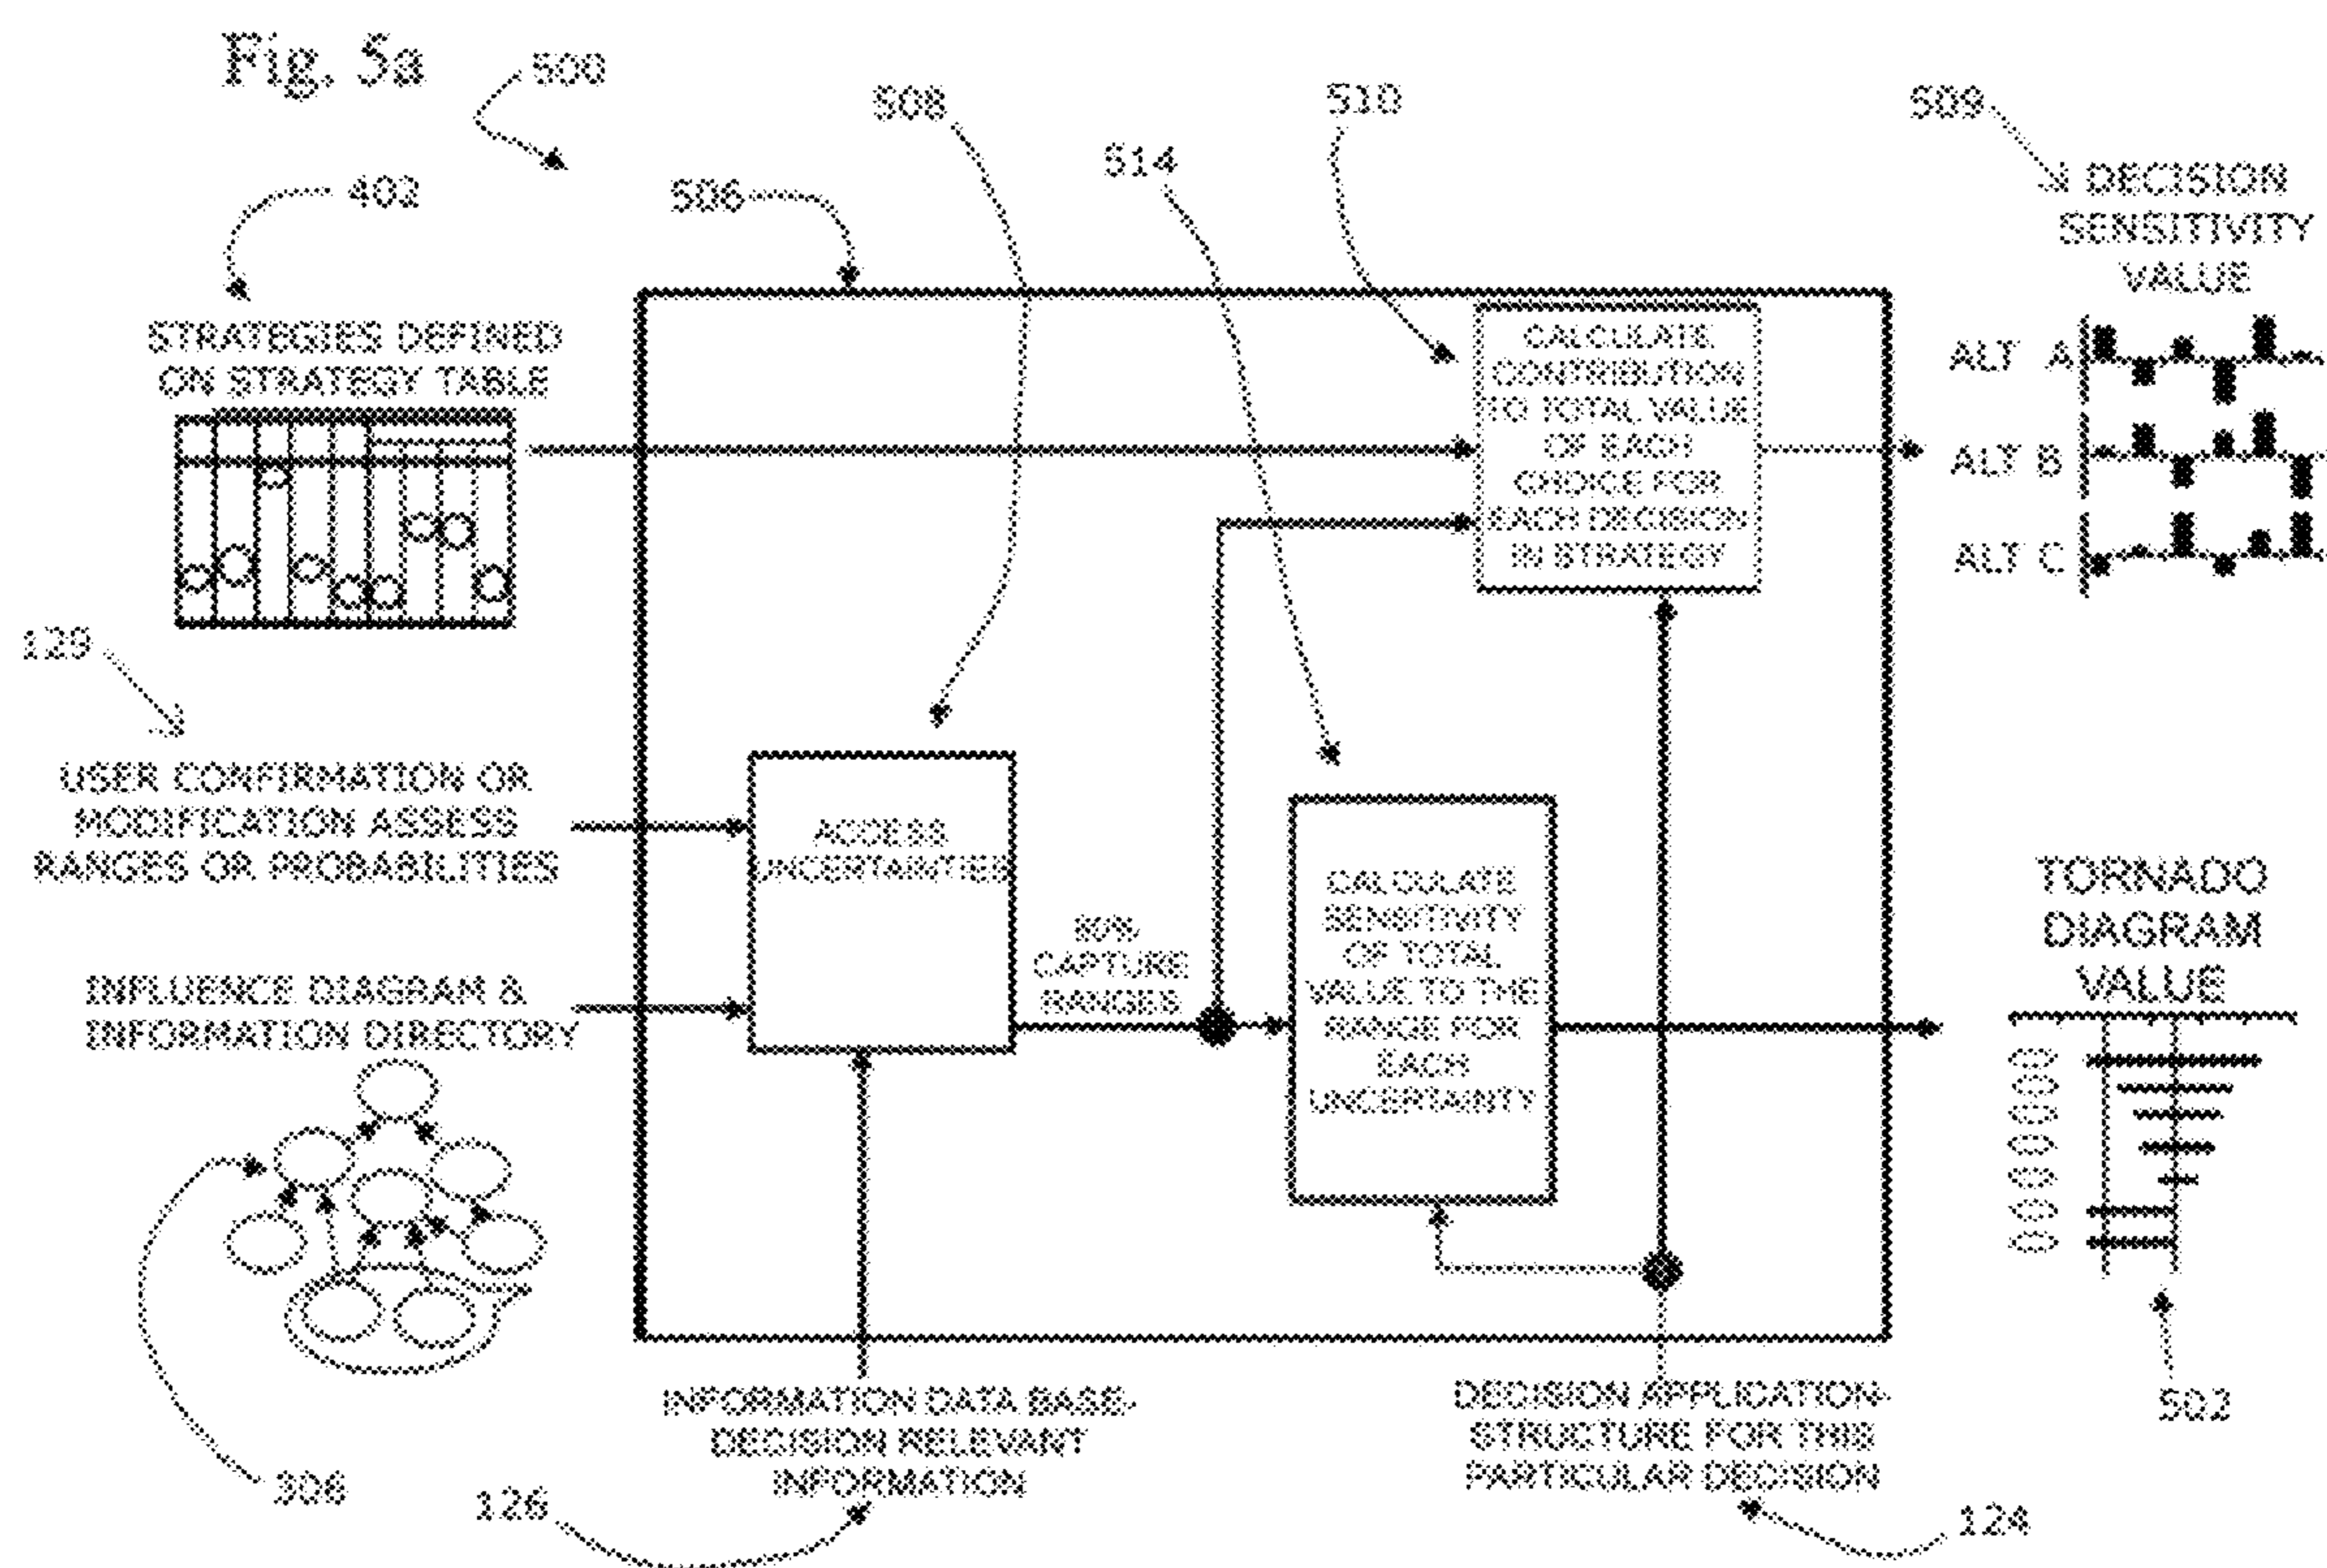 Fig. 5a
500
508
510
509
514
402
506
DECISION
SENSITIVITY
VALUE
STRATEGIES DEFINED
ON STRATEGY TABLE
CALCULATE
CONTRIBUTION
TO TOTAL VALUE
OF EACH
CHOICE FOR
EACH DECISION
IN STRATEGY
ALT A
ALT B
ALT C
129
USER CONFIRMATION OR
MODIFICATION ASSESS
RANGES OR PROBABILITIES
ACCESS
UNCERTAINTIES
80%
CAPTURE
RANGES
CALCULATE
SENSITIVITY
OF TOTAL
VALUE TO THE
RANGE FOR
EACH
UNCERTAINTY
TORNADO
DIAGRAM
VALUE
INFLUENCE DIAGRAM &
INFORMATION DIRECTORY
INFORMATION DATA BASE-
DECISION RELEVANT
INFORMATION
DECISION APPLICATION-
STRUCTURE FOR THIS
PARTICULAR DECISION
502
306
126
124